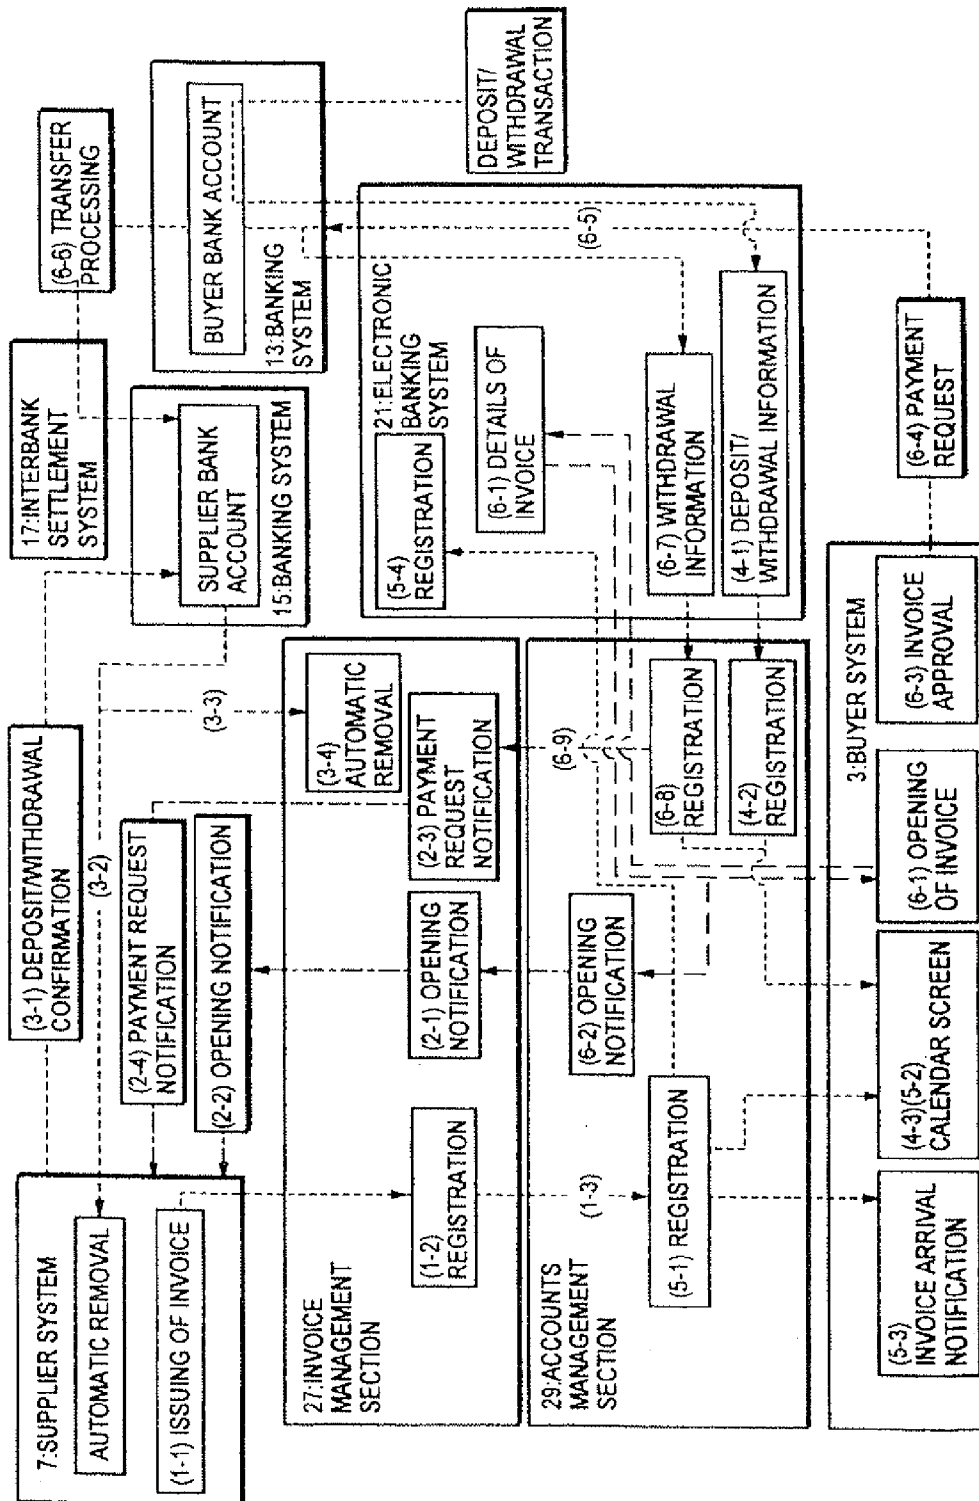 7:SUPPLIER SYSTEM
AUTOMATIC REMOVAL
(1-1) ISSUING OF INVOICE
(3-1) DEPOSIT/WITHDRAWAL
CONFIRMATION
(3-2)
(2-4) PAYMENT REQUEST
NOTIFICATION
(2-2) OPENING NOTIFICATION
(3-3)
17:INTERBANK
SETTLEMENT
SYSTEM
SUPPLIER BANK
ACCOUNT
15:BANKING SYSTEM
(6-6) TRANSFER
PROCESSING
BUYER BANK ACCOUNT
13:BANKING
SYSTEM
DEPOSIT/
WITHDRAWAL
TRANSACTION
27:INVOICE
MANAGEMENT
SECTION
(1-2)
REGISTRATION
(2-1) OPENING
NOTIFICATION
(3-4)
AUTOMATIC
REMOVAL
(2-3) PAYMENT
REQUEST
NOTIFICATION
(1-3)
(6-9)
29:ACCOUNTS
MANAGEMENT
SECTION
(5-1) REGISTRATION
(6-2) OPENING
NOTIFICATION
(6-8)
REGISTRATION
(4-2)
REGISTRATION
21:ELECTRONIC
BANKING
SYSTEM
(5-4)
REGISTRATION
(6-1) DETAILS OF
INVOICE
(6-7) WITHDRAWAL
INFORMATION
(4-1) DEPOSIT/
WITHDRAWAL INFORMATION
(6-5)
3:BUYER SYSTEM
(5-3)
INVOICE ARRIVAL
NOTIFICATION
(4-3)(5-2)
CALENDAR SCREEN
(6-1) OPENING
OF INVOICE
(6-3) INVOICE
APPROVAL
(6-4) PAYMENT
REQUEST